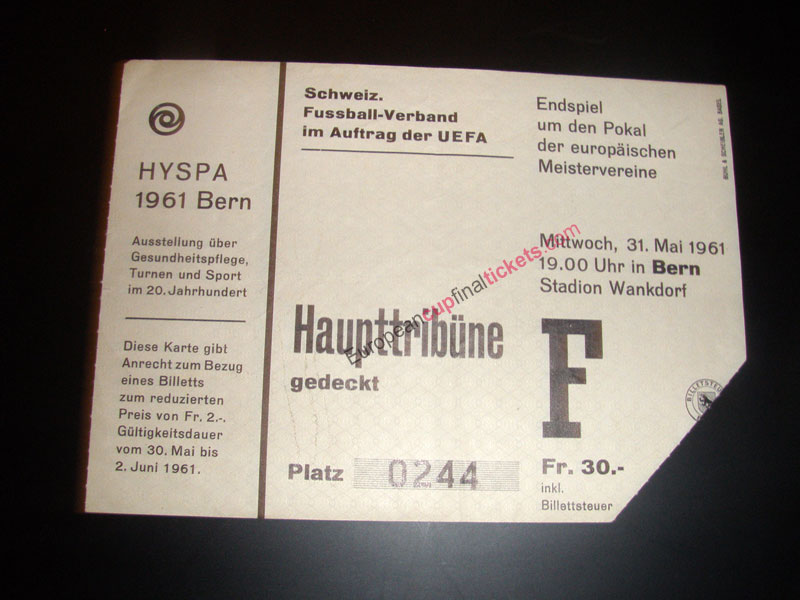 HYSPA
1961 Bern
Ausstellung über
Gesundheitspflege,
Turnen und Sport
im 20. Jahrhundert
Diese Karte gibt
Anrecht zum Bezug
eines Billetts
zum reduzierten
Preis von Fr. 2.-.
Gültigkeitsdauer
vom 30. Mai bis
2. Juni 1961.
Schweiz.
Fussball-Verband
im Auftrag der UEFA
Haupttribüne
gedeckt
Platz 0244
Endspiel
um den Pokal
der europäischen
Meistervereine
Mittwoch, 31. Mai 1961
19.00 Uhr in Bern
Stadion Wankdorf
F
Fr. 30.-
inkl.
Billettsteuer
Europeancupfinaltickets.com